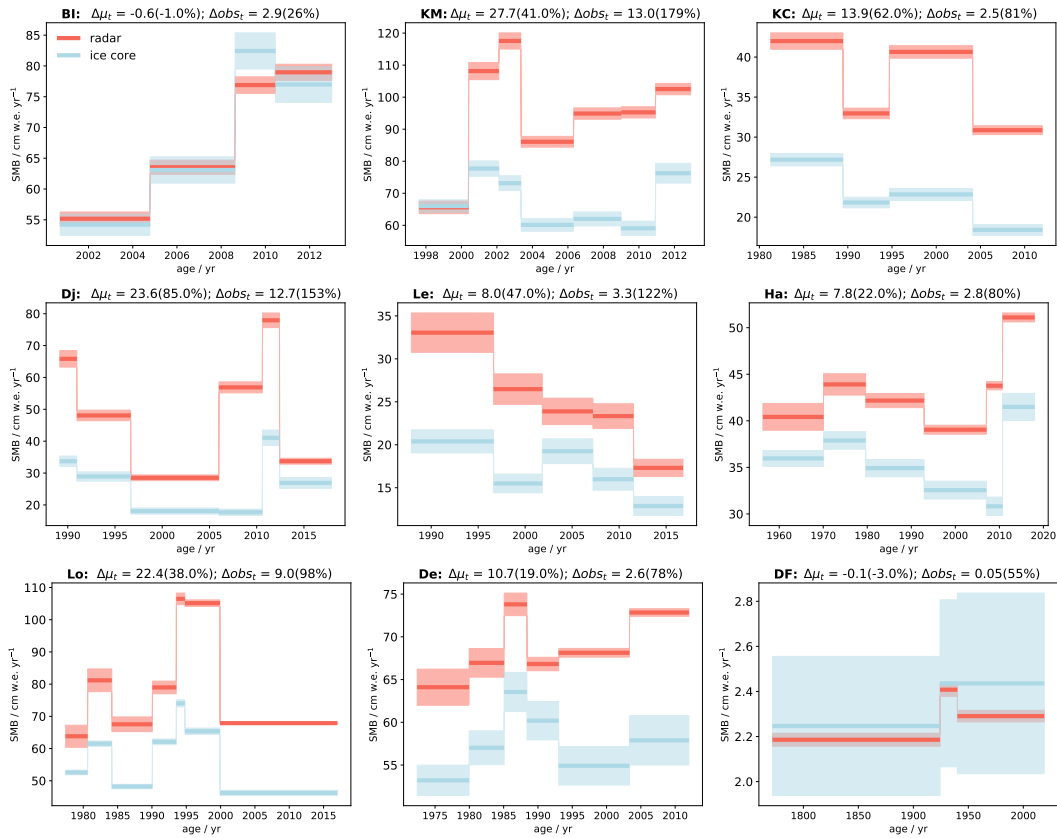 BI: Δμt = -0.6(-1.0%); Δobst = 2.9(26%)
85
80
75
70
65
60
55
SMB / cm w.e. yr⁻¹
radar
ice core
2002 2004 2006 2008 2010 2012
age / yr
KM: Δμt = 27.7(41.0%); Δobst = 13.0(179%)
120
110
100
90
80
70
60
SMB / cm w.e. yr⁻¹
1998 2000 2002 2004 2006 2008 2010 2012
age / yr
KC: Δμt = 13.9(62.0%); Δobst = 2.5(81%)
40
35
30
25
20
SMB / cm w.e. yr⁻¹
1980 1985 1990 1995 2000 2005 2010
age / yr
Dj: Δμt = 23.6(85.0%); Δobst = 12.7(153%)
80
70
60
50
40
30
20
SMB / cm w.e. yr⁻¹
1990 1995 2000 2005 2010 2015
age / yr
Le: Δμt = 8.0(47.0%); Δobst = 3.3(122%)
35
30
25
20
15
SMB / cm w.e. yr⁻¹
1990 1995 2000 2005 2010 2015
age / yr
Ha: Δμt = 7.8(22.0%); Δobst = 2.8(80%)
50
45
40
35
30
SMB / cm w.e. yr⁻¹
1960 1970 1980 1990 2000 2010 2020
age / yr
Lo: Δμt = 22.4(38.0%); Δobst = 9.0(98%)
110
100
90
80
70
60
50
SMB / cm w.e. yr⁻¹
1980 1985 1990 1995 2000 2005 2010 2015
age / yr
De: Δμt = 10.7(19.0%); Δobst = 2.6(78%)
75
70
65
60
55
SMB / cm w.e. yr⁻¹
1975 1980 1985 1990 1995 2000 2005 2010
age / yr
DF: Δμt = -0.1(-3.0%); Δobst = 0.05(55%)
2.8
2.6
2.4
2.2
2.0
SMB / cm w.e. yr⁻¹
1800 1850 1900 1950 2000
age / yr